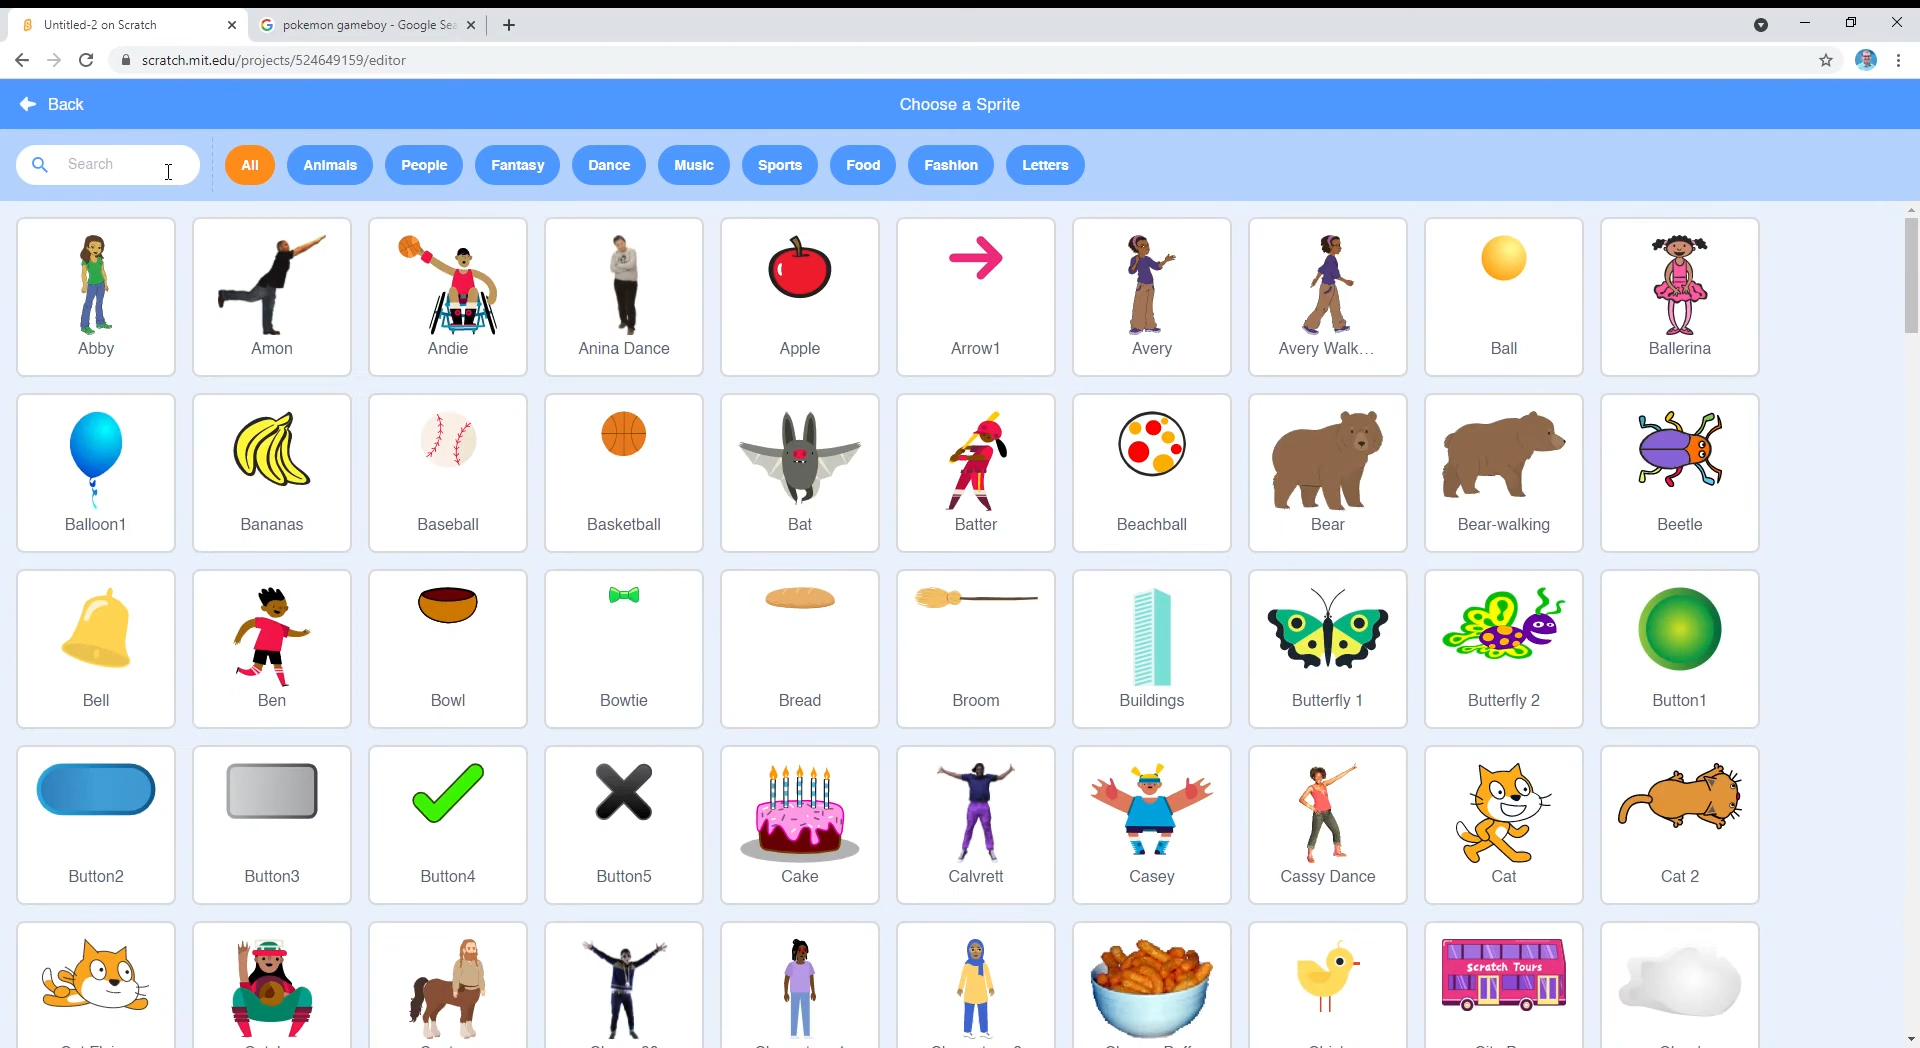 Untitled-2 on Scratch
pokemon gameboy - Google Sea
scratch.mit.edu/projects/524649159/editor
Back
Choose a Sprite
Search
All
Animals
People
Fantasy
Dance
Music
Sports
Food
Fashion
Letters
Abby
Amon
Andie
Anina Dance
Apple
Arrow1
Avery
Avery Walk...
Ball
Ballerina
Balloon1
Bananas
Baseball
Basketball
Bat
Batter
Beachball
Bear
Bear-walking
Beetle
Bell
Ben
Bowl
Bowtie
Bread
Broom
Buildings
Butterfly 1
Butterfly 2
Button1
Button2
Button3
Button4
Button5
Cake
Calvrett
Casey
Cassy Dance
Cat
Cat 2
Scratch Tours